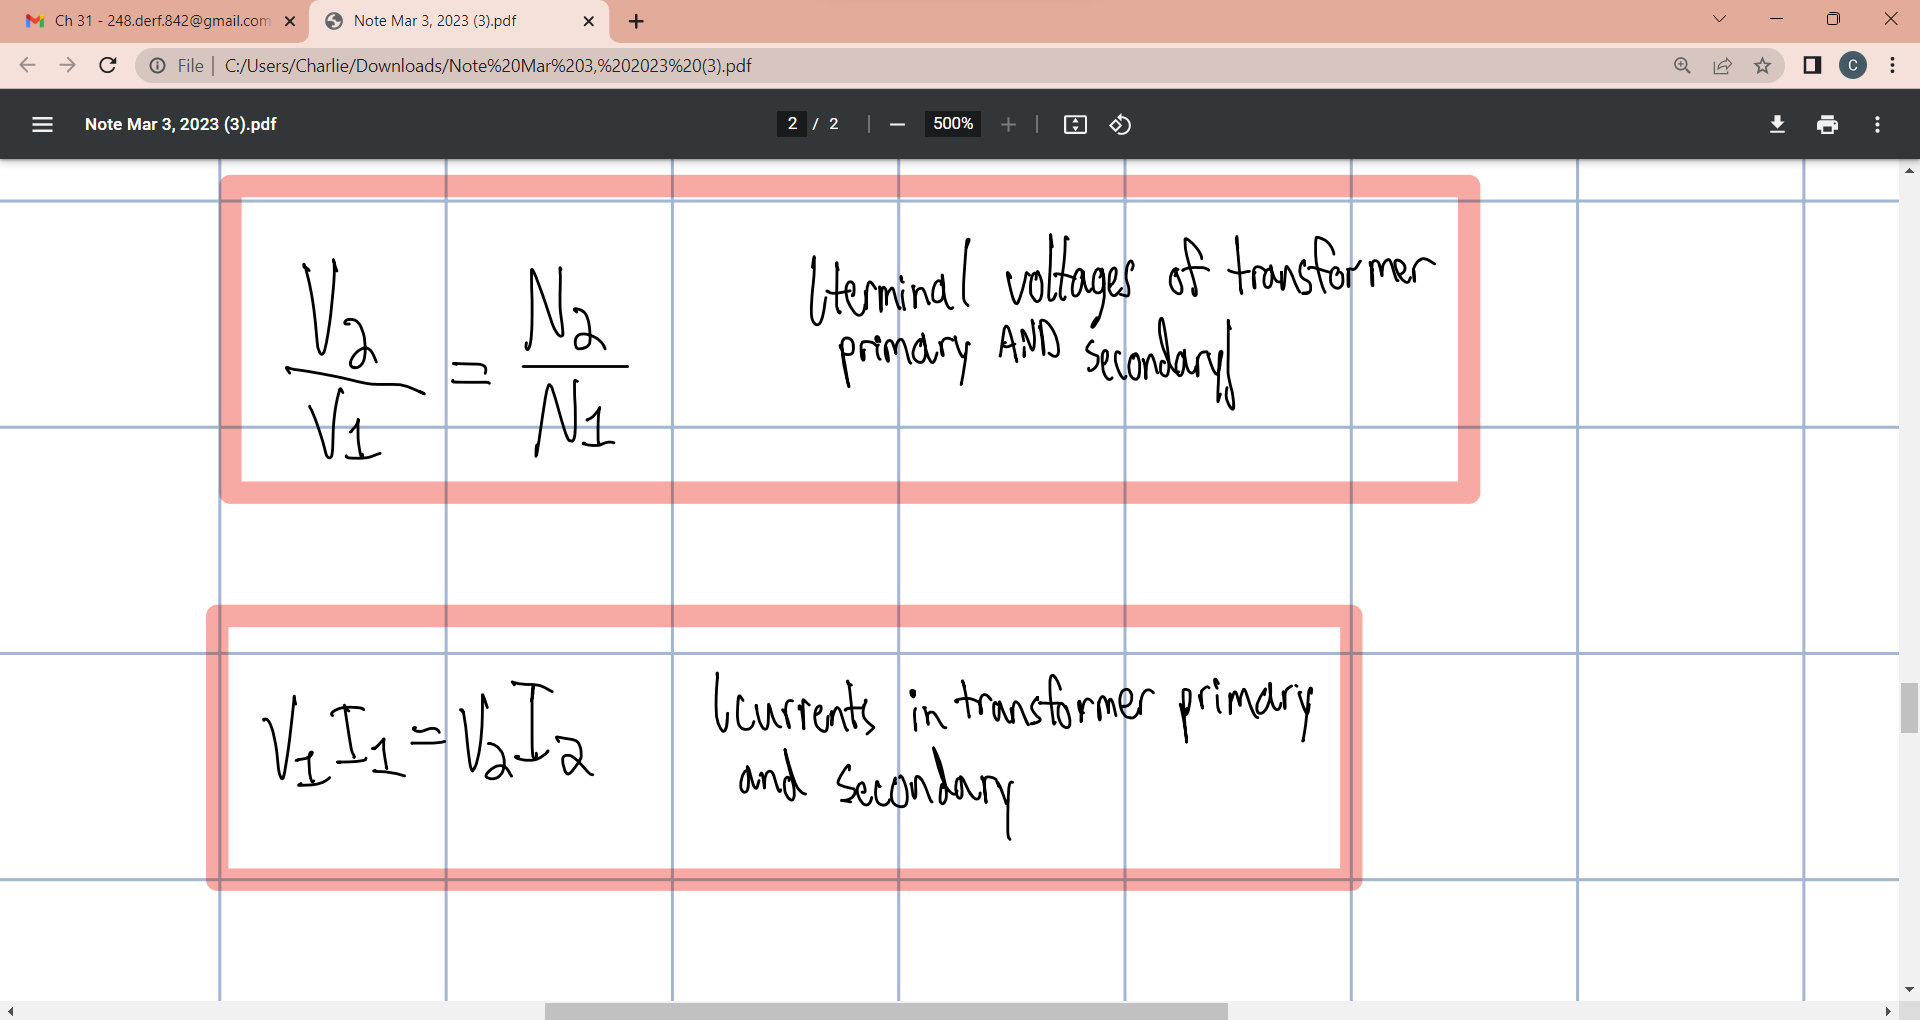 Ch 31 - 248.derf.842@gmail.com
Note Mar 3, 2023 (3).pdf
File | C:/Users/Charlie/Downloads/Note%20Mar%203,%202023%20(3).pdf
C
Note Mar 3, 2023 (3).pdf
2 / 2
500%
V2/V1 = N2/N1
(terminal voltages of transformer
primary AND secondary)
V1I1=V2I2
(currents in transformer primary
and secondary